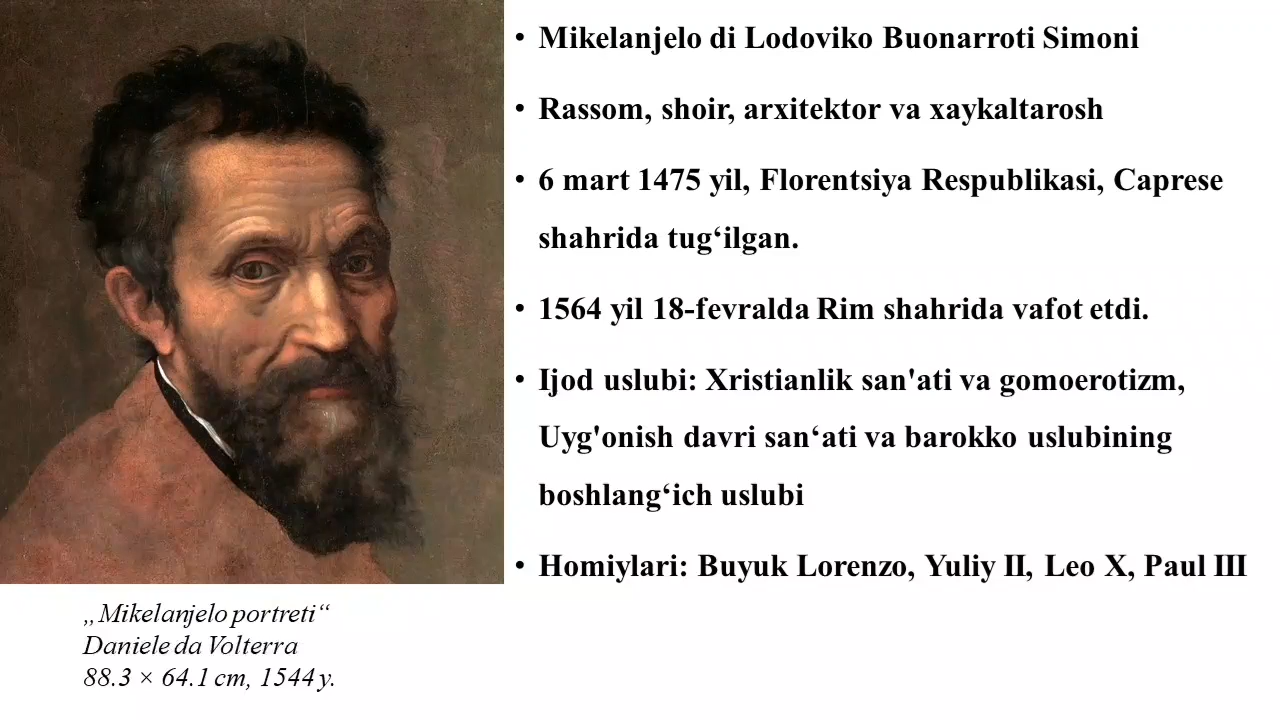 • Mikelanjelo di Lodoviko Buonarroti Simoni
• Rassom, shoir, arxitektor va xaykaltarosh
• 6 mart 1475 yil, Florentsiya Respublikasi, Caprese
shahrida tug‘ilgan.
• 1564 yil 18-fevralda Rim shahrida vafot etdi.
• Ijod uslubi: Xristianlik san'ati va gomoerotizm,
Uyg'onish davri san‘ati va barokko uslubining
boshlang‘ich uslubi
• Homiylari: Buyuk Lorenzo, Yuliy II, Leo X, Paul III
„Mikelanjelo portreti“
Daniele da Volterra
88.3 × 64.1 cm, 1544 y.